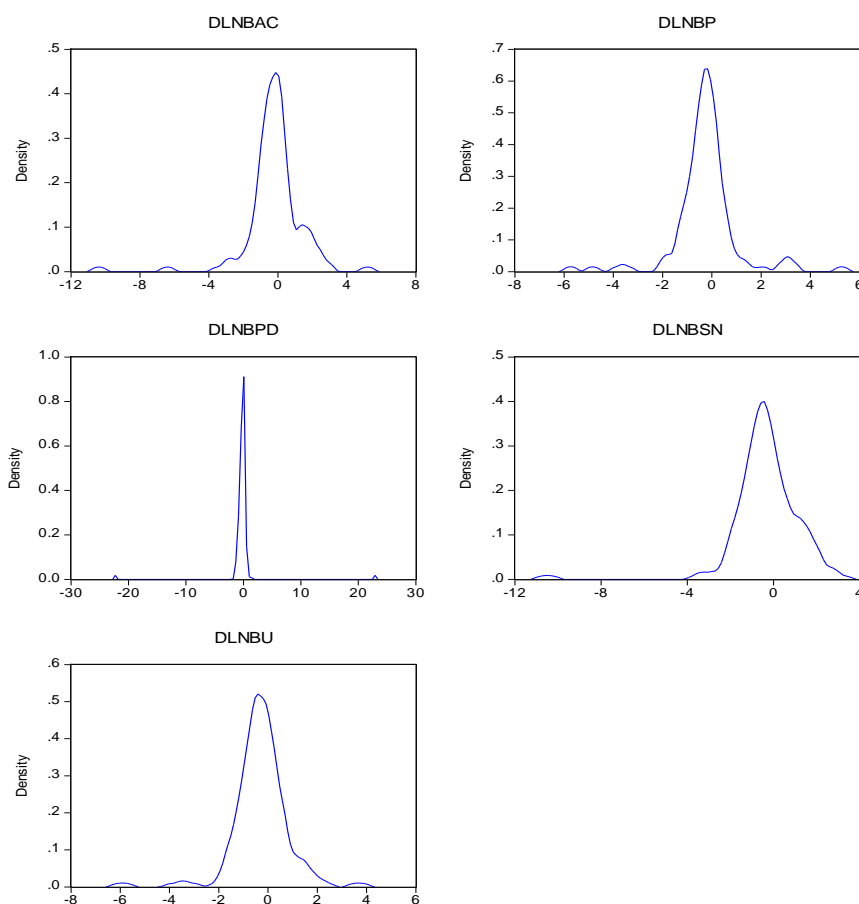 DLNBAC
.5
.4
.3
.2
.1
.0
Density
-12 -8 -4 0 4 8
DLNBP
.7
.6
.5
.4
.3
.2
.1
.0
Density
-8 -6 -4 -2 0 2 4 6
DLNBPD
1.0
0.8
0.6
0.4
0.2
0.0
Density
-30 -20 -10 0 10 20 30
DLNBSN
.5
.4
.3
.2
.1
.0
Density
-12 -8 -4 0 4
DLNBU
.6
.5
.4
.3
.2
.1
.0
Density
-8 -6 -4 -2 0 2 4 6